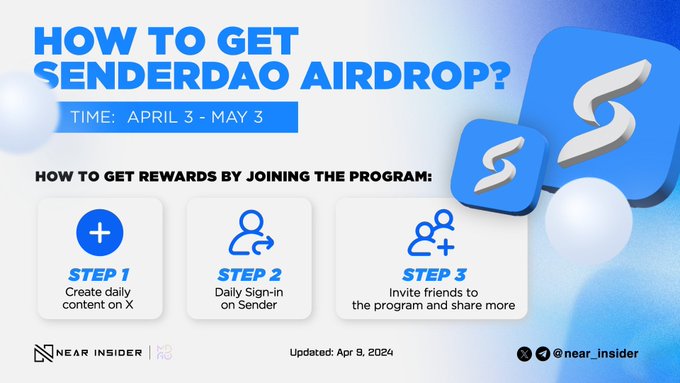 HOW TO GET
SENDERDAO AIRDROP?
TIME: APRIL 3 - MAY 3
HOW TO GET REWARDS BY JOINING THE PROGRAM:
STEP 1
Create daily
content on X
STEP 2
Daily Sign-in
on Sender
STEP 3
Invite friends to
the program and share more
NEAR INSIDER
Updated: Apr 9, 2024
@near_insider